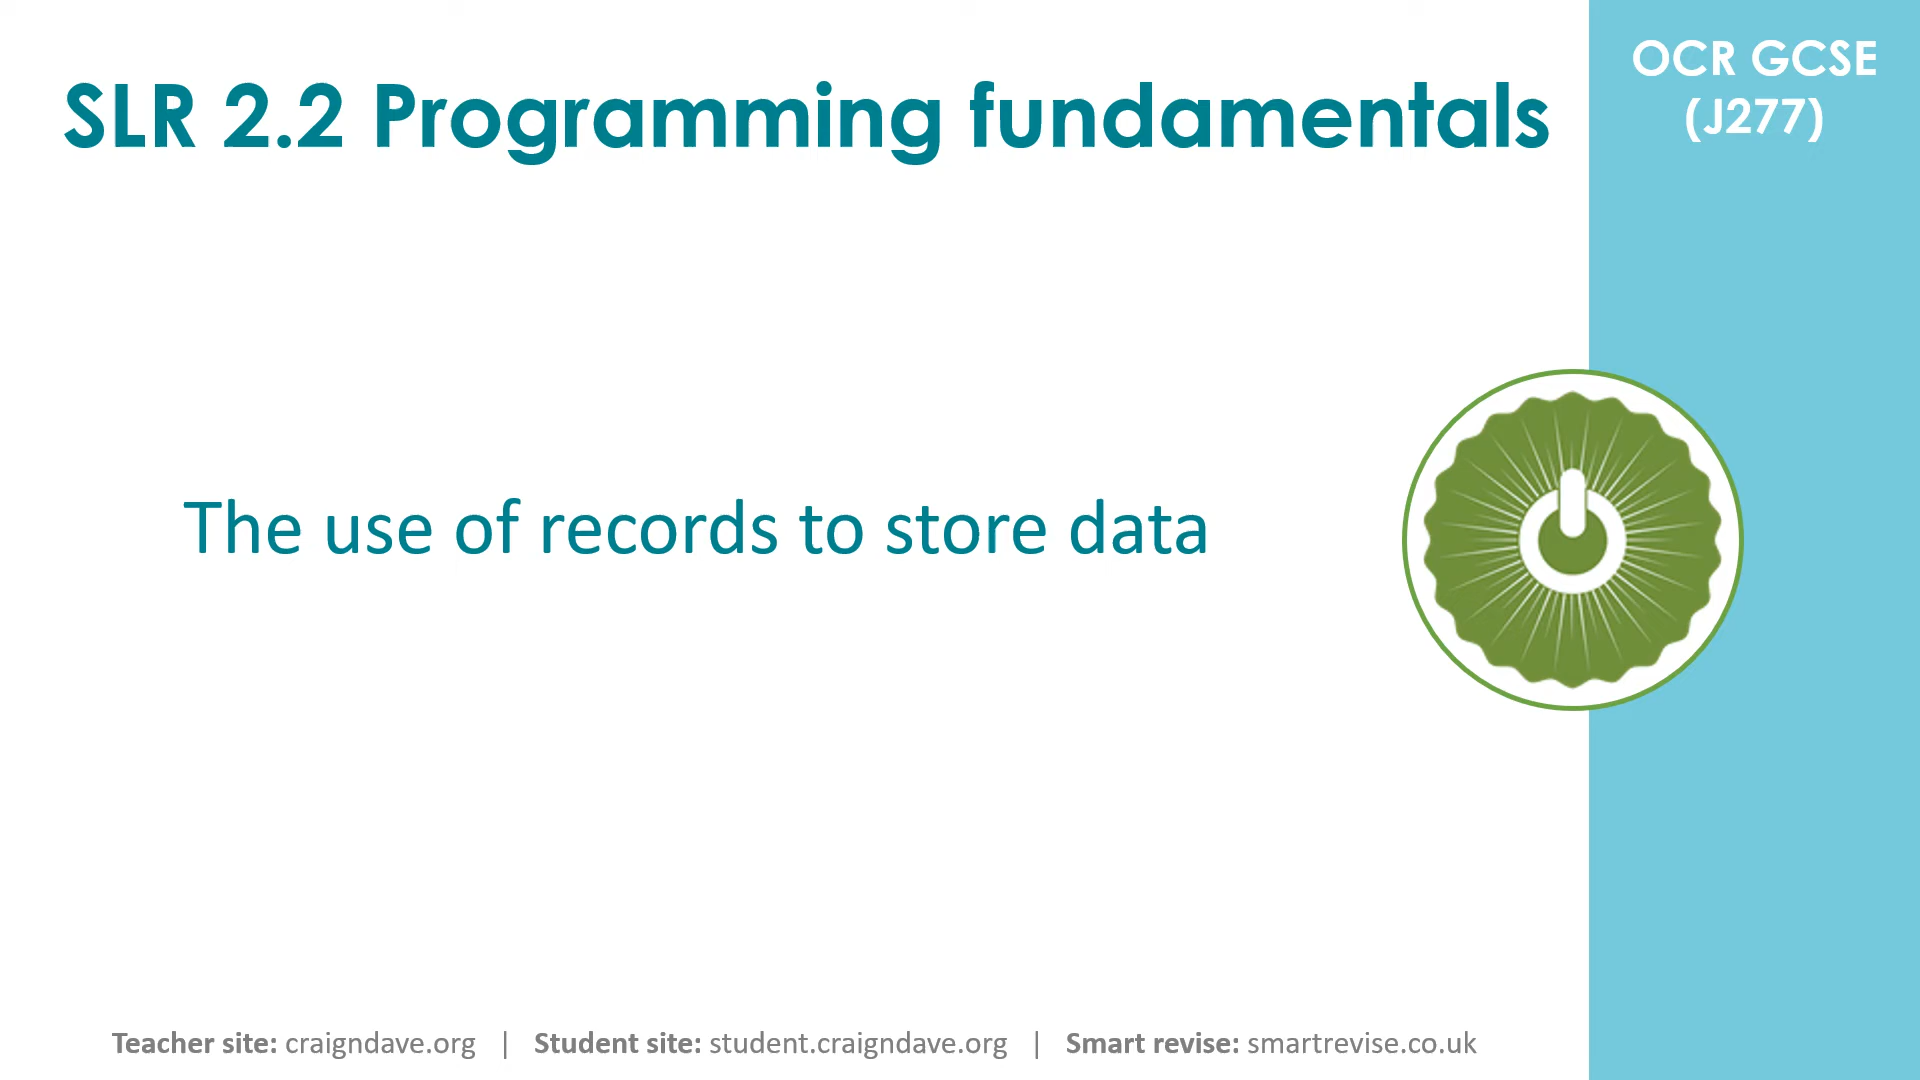 SLR 2.2 Programming fundamentals
OCR GCSE
(J277)
The use of records to store data
Teacher site: craigndave.org | Student site: student.craigndave.org | Smart revise: smartrevise.co.uk